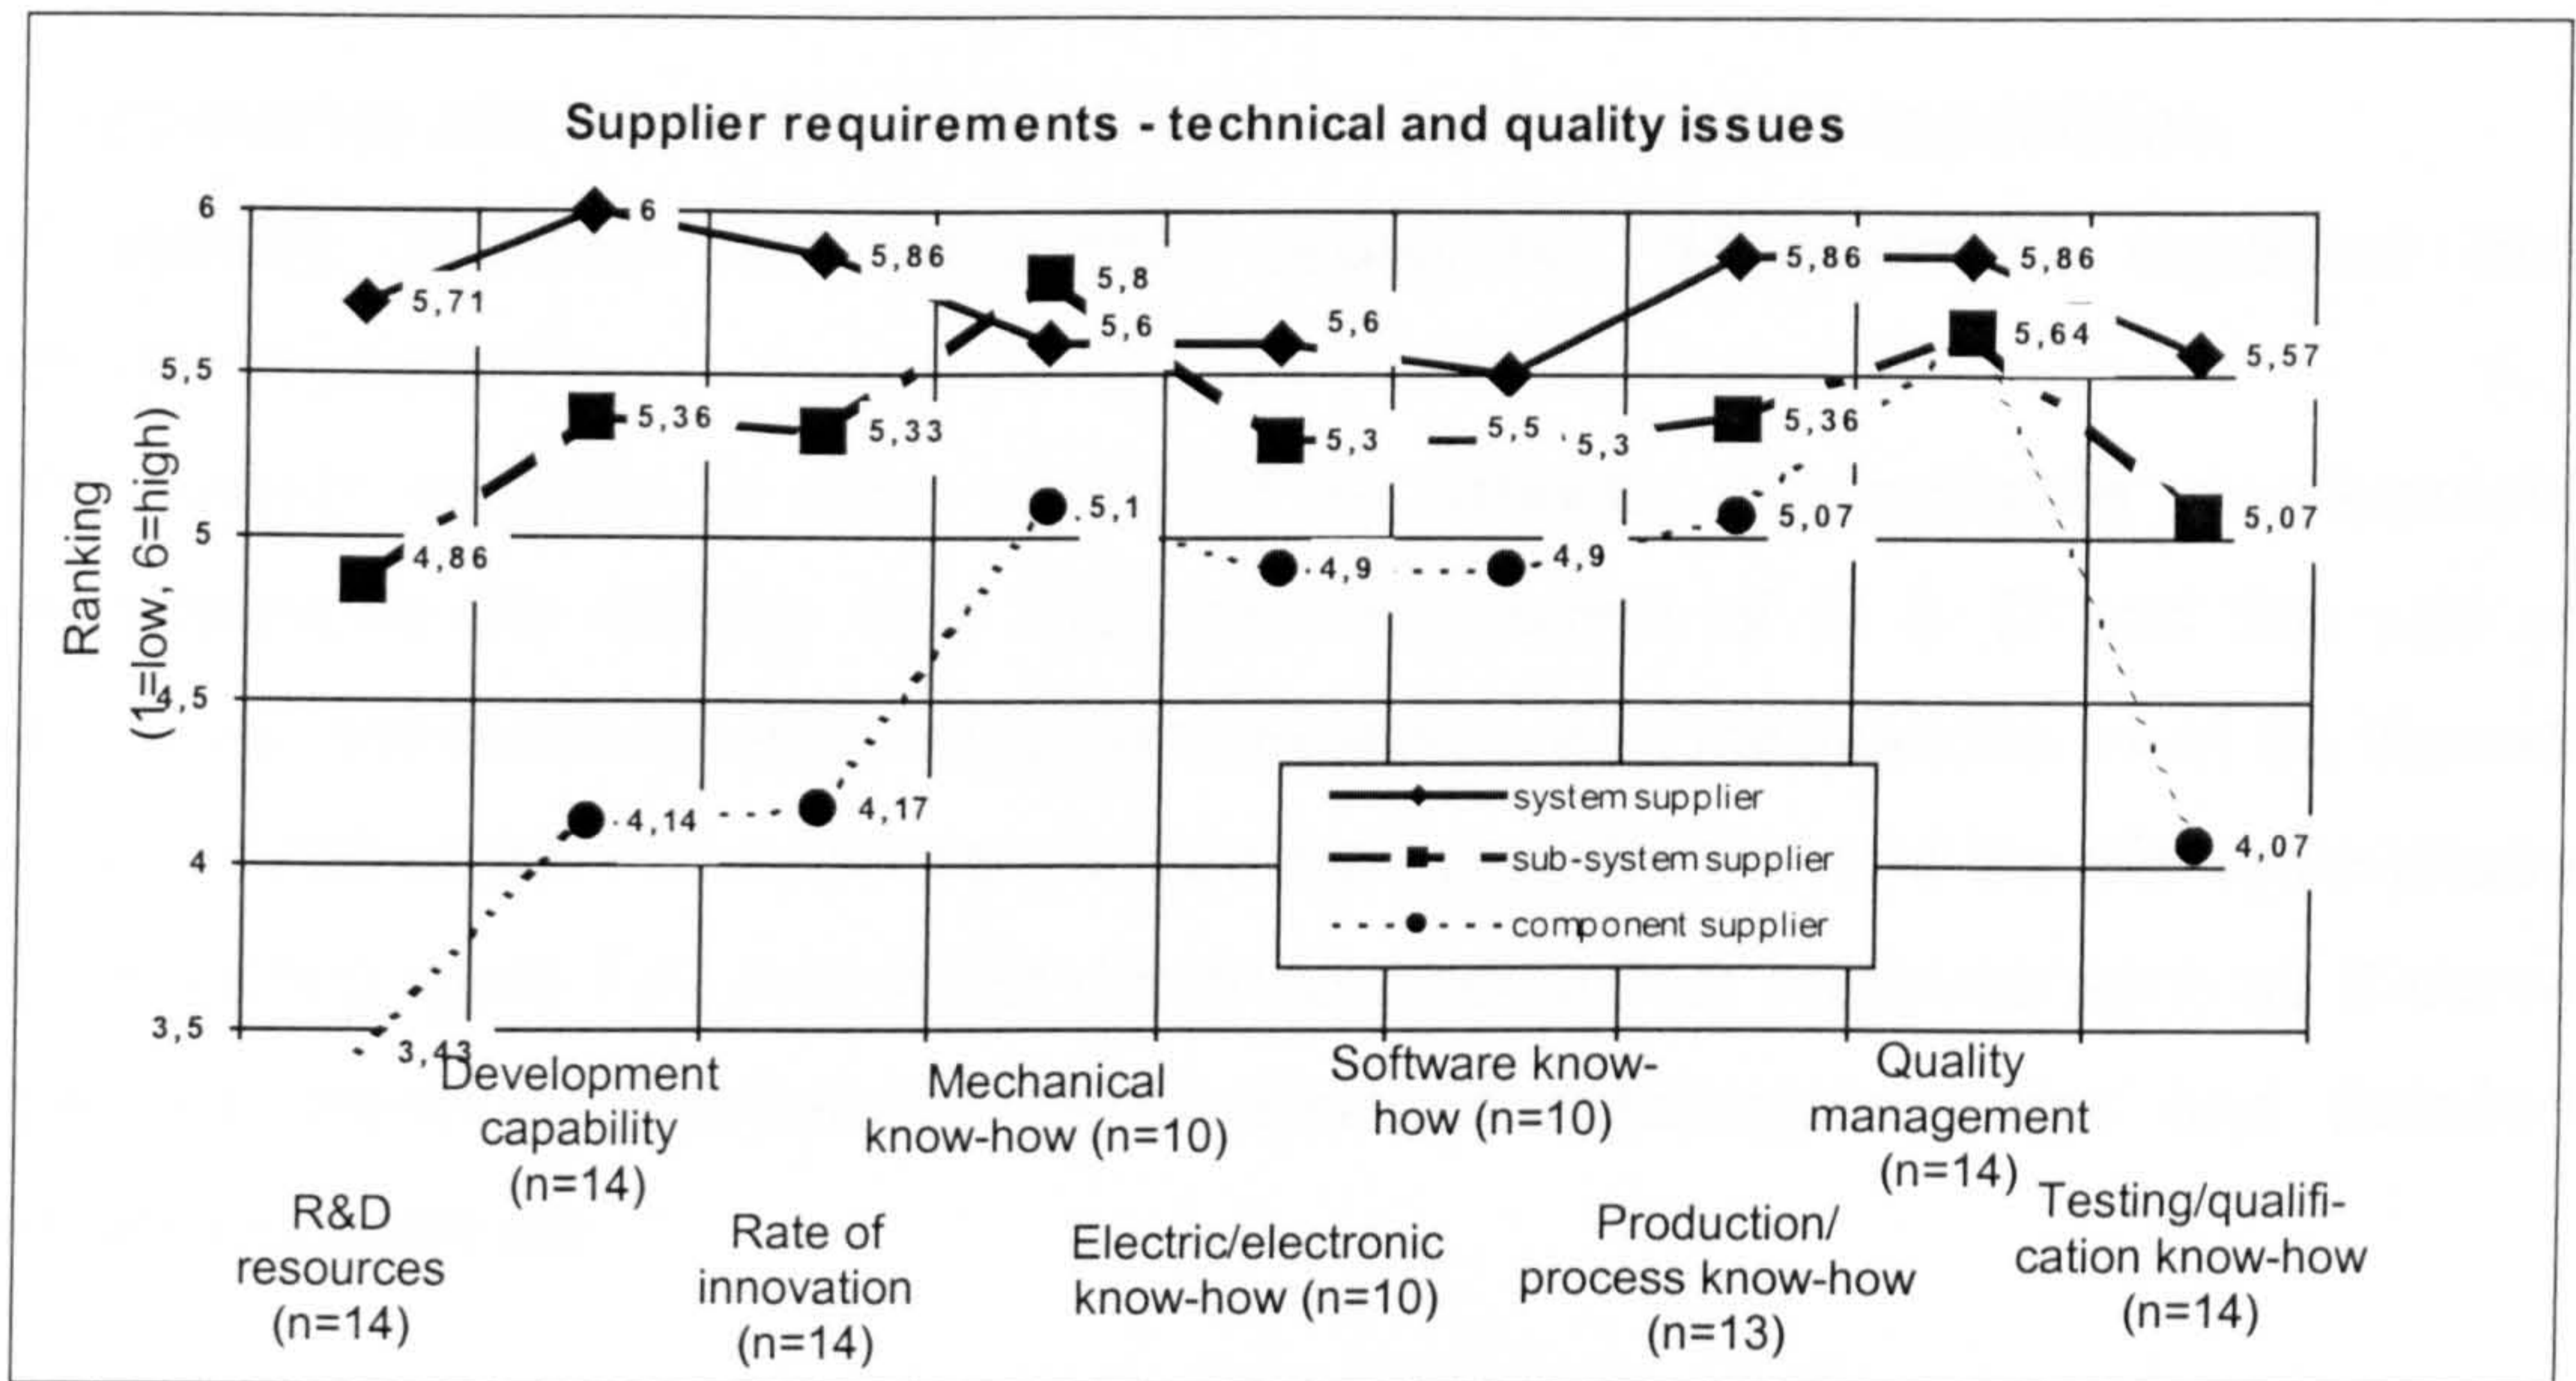 Supplier requirements - technical and quality issues
Ranking
(1=low, 6=high)
6
5,5
5
4,5
4
3,5
5,71
6
5,86
5,6
5,6
5,5
5,86
5,86
5,57
4,86
5,36
5,33
5,8
5,3
5,3
5,36
5,64
5,07
3,43
4,14
4,17
5,1
4,9
4,9
5,07
4,07
system supplier
sub-system supplier
component supplier
R&D
resources
(n=14)
Development
capability
(n=14)
Rate of
innovation
(n=14)
Mechanical
know-how (n=10)
Electric/electronic
know-how (n=10)
Software know-
how (n=10)
Production/
process know-how
(n=13)
Quality
management
(n=14)
Testing/qualifi-
cation know-how
(n=14)